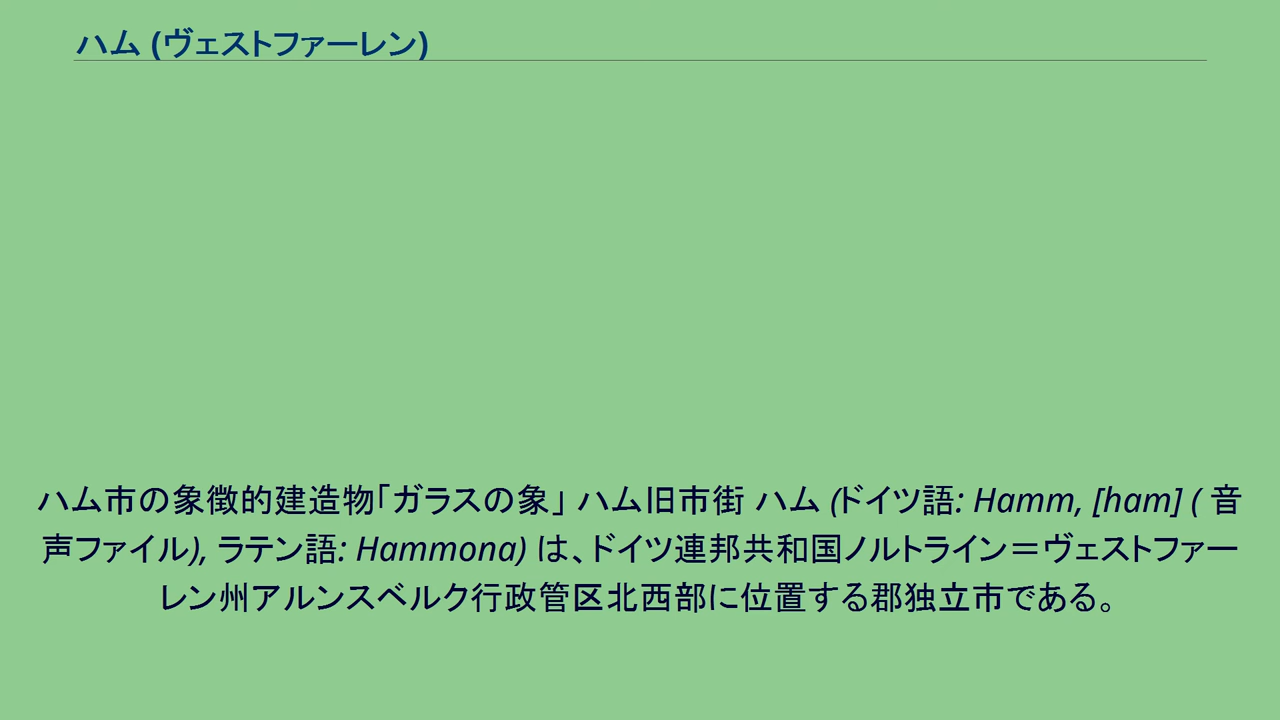 ハム (ヴェストファーレン)
ハム市の象徴的建造物「ガラスの象」 ハム旧市街 ハム (ドイツ語: Hamm, [ham] ( 音
声ファイル), ラテン語: Hammona) は、ドイツ連邦共和国ノルトライン＝ヴェストファー
レン州アルンスベルク行政管区北西部に位置する郡独立市である。